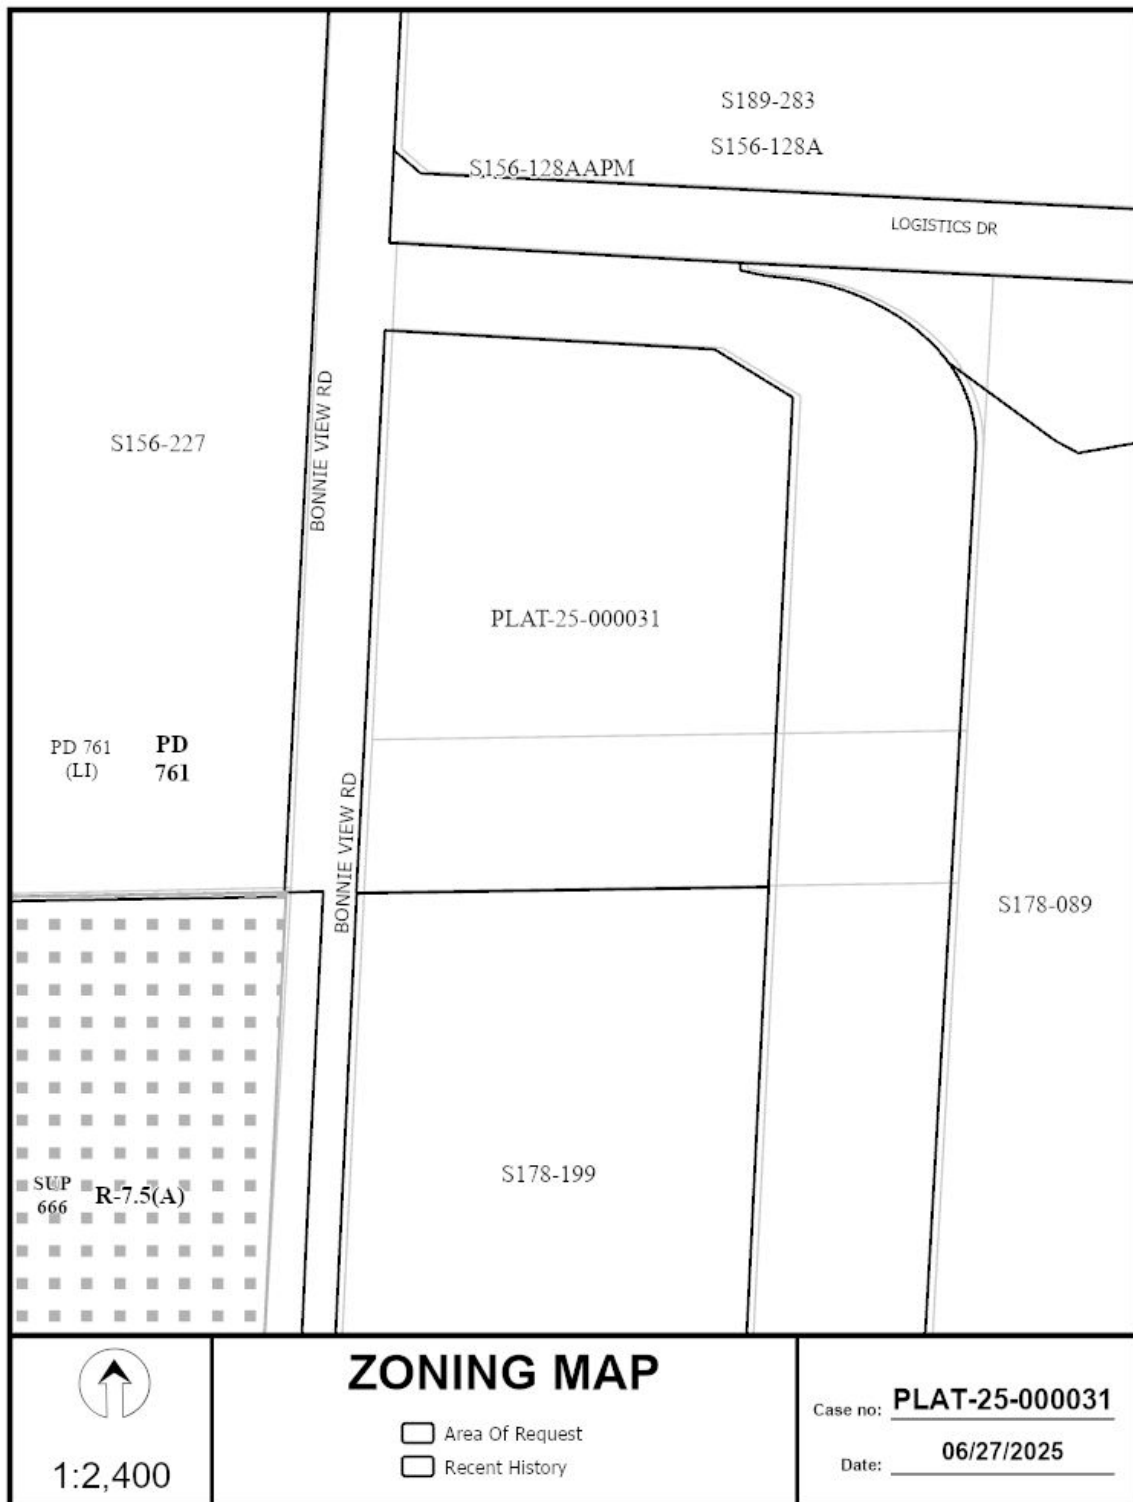 S189-283
S156-128A
S156-128AAPM
LOGISTICS DR
BONNIE VIEW RD
S156-227
PLAT-25-000031
PD 761
(LI)
PD
761
BONNIE VIEW RD
S178-089
S178-199
SUP
666
R-7.5(A)
1:2,400
ZONING MAP
Area Of Request
Recent History
Case no: PLAT-25-000031
Date: 06/27/2025